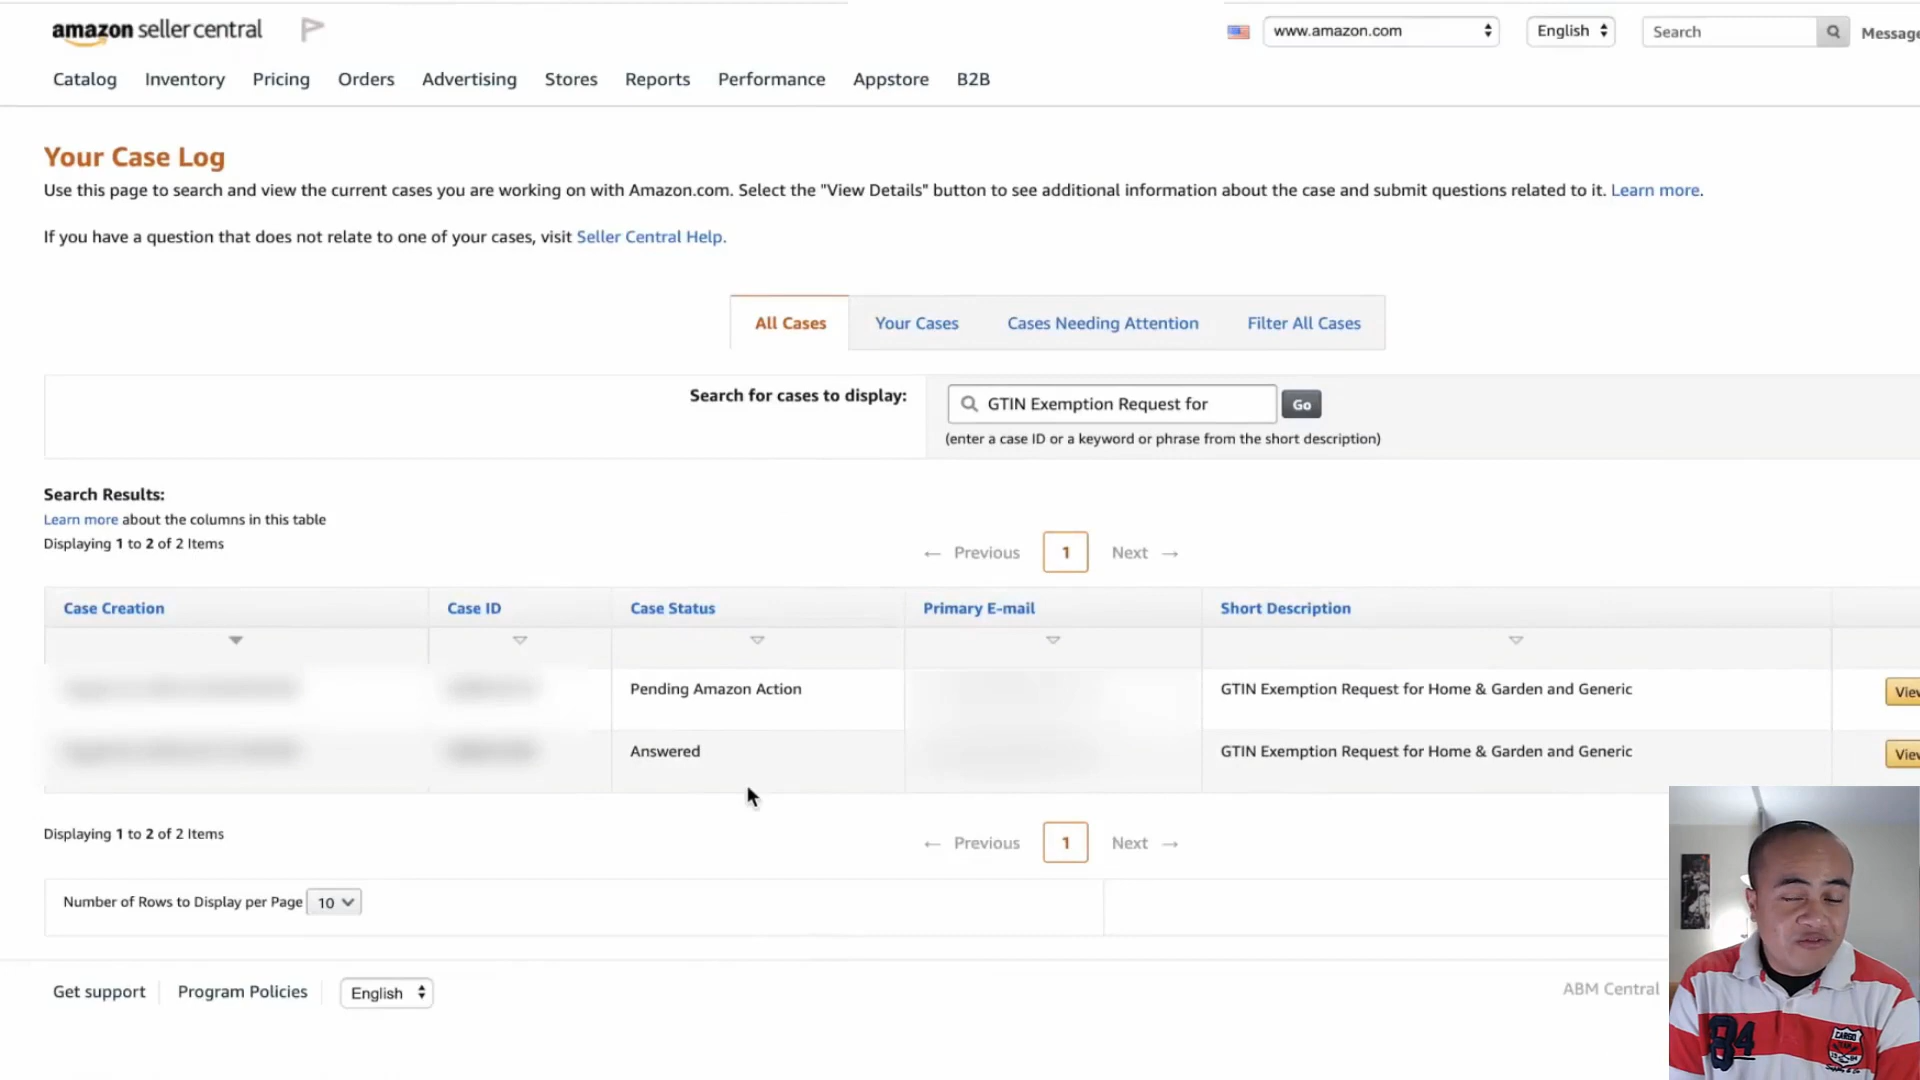 amazon seller central
www.amazon.com
English
Search
Message
Catalog Inventory Pricing Orders Advertising Stores Reports Performance Appstore B2B
Your Case Log
Use this page to search and view the current cases you are working on with Amazon.com. Select the "View Details" button to see additional information about the case and submit questions related to it. Learn more.
If you have a question that does not relate to one of your cases, visit Seller Central Help.
All Cases Your Cases Cases Needing Attention Filter All Cases
Search for cases to display: GTIN Exemption Request for Go
(enter a case ID or a keyword or phrase from the short description)
Search Results:
Learn more about the columns in this table
Displaying 1 to 2 of 2 Items
← Previous 1 Next →
Case Creation Case ID Case Status Primary E-mail Short Description
Pending Amazon Action GTIN Exemption Request for Home & Garden and Generic Vie
Answered GTIN Exemption Request for Home & Garden and Generic Vie
Displaying 1 to 2 of 2 Items
← Previous 1 Next →
Number of Rows to Display per Page 10
Get support Program Policies English
ABM Central
84
CARGO